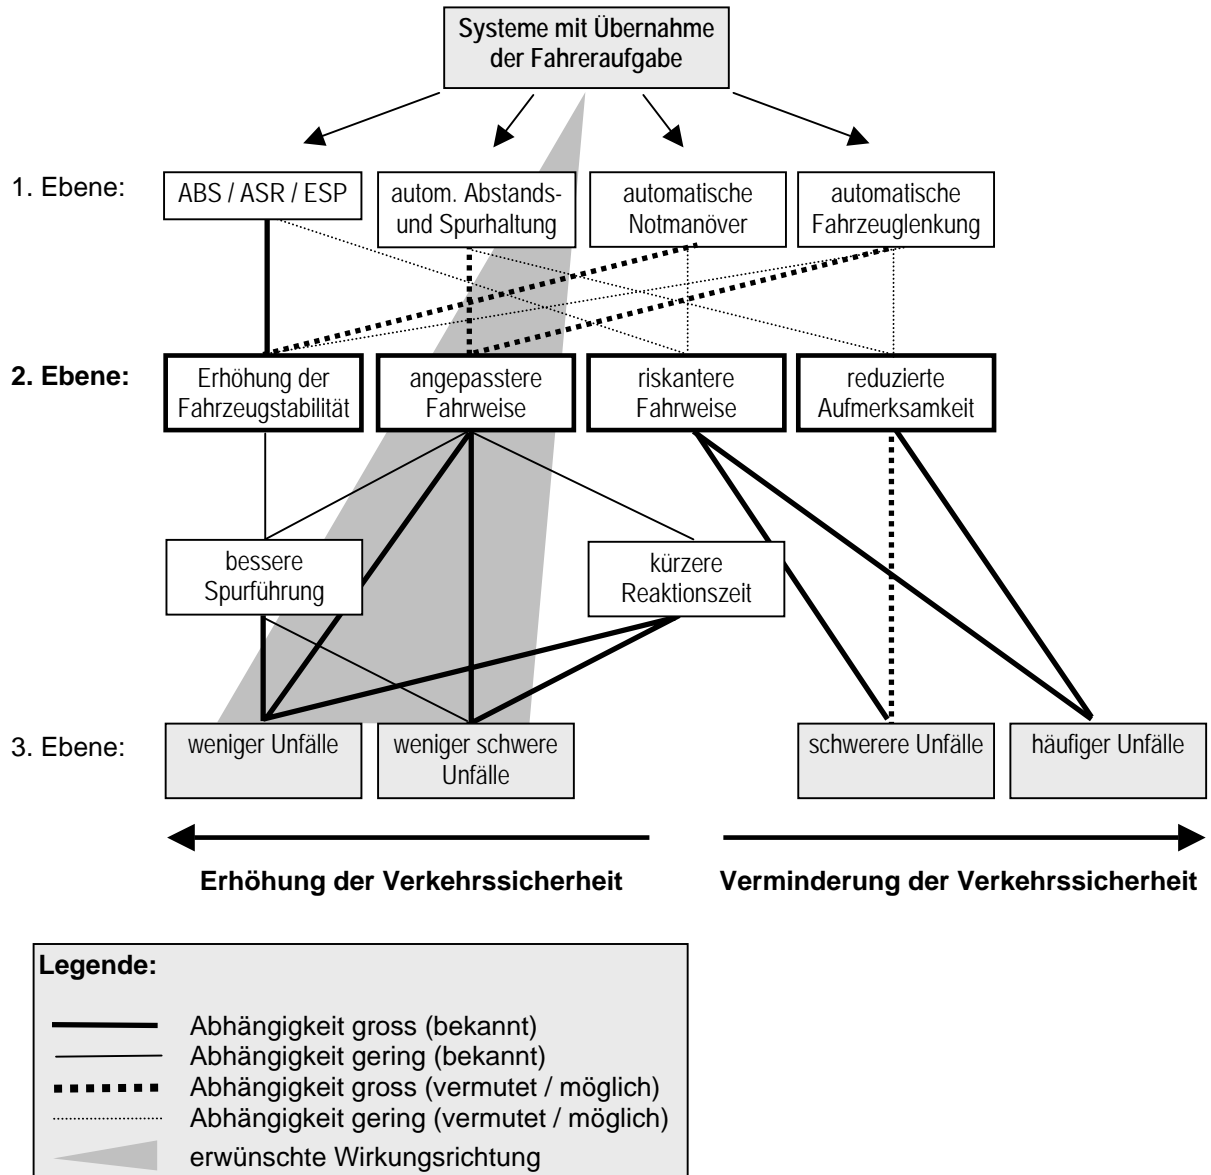 Systeme mit Übernahme
der Fahreraufgabe
1. Ebene:
ABS / ASR / ESP
autom. Abstands-
und Spurhaltung
automatische
Notmanöver
automatische
Fahrzeuglenkung
2. Ebene:
Erhöhung der
Fahrzeugstabilität
angepasstere
Fahrweise
riskantere
Fahrweise
reduzierte
Aufmerksamkeit
bessere
Spurführung
kürzere
Reaktionszeit
3. Ebene:
weniger Unfälle
weniger schwere
Unfälle
schwerere Unfälle
häufiger Unfälle
Erhöhung der Verkehrssicherheit
Verminderung der Verkehrssicherheit
Legende:
Abhängigkeit gross (bekannt)
Abhängigkeit gering (bekannt)
Abhängigkeit gross (vermutet / möglich)
Abhängigkeit gering (vermutet / möglich)
erwünschte Wirkungsrichtung